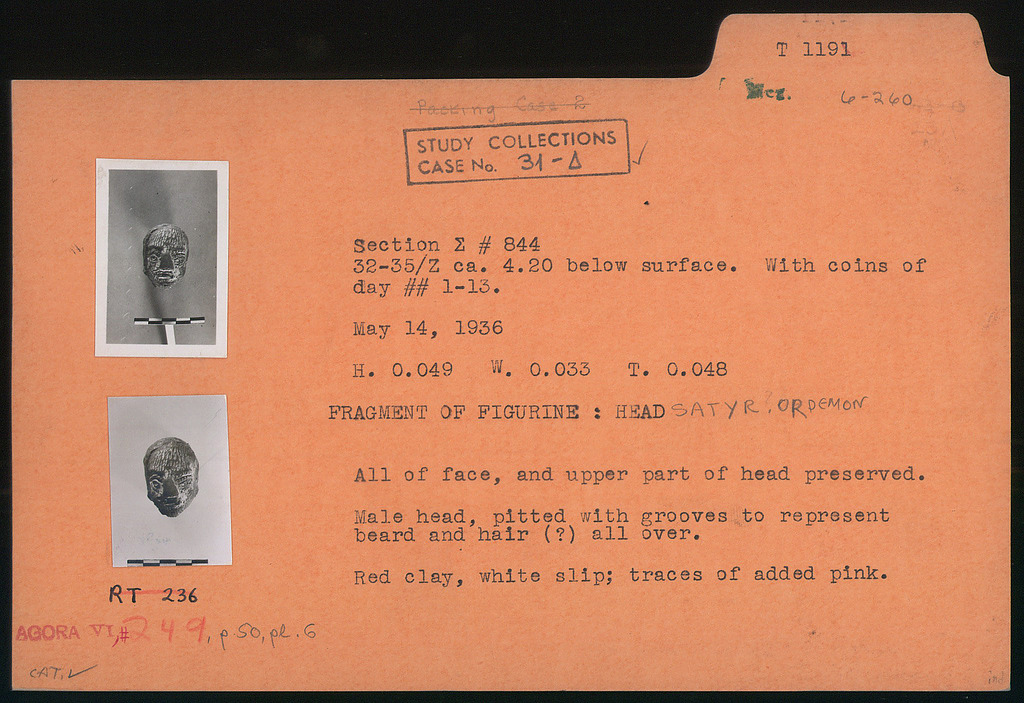 T 1191
Neg. 6-260
Packing Case 2
STUDY COLLECTIONS
CASE No. 31-Δ ✓
Section Σ # 844
32-35/Z ca. 4.20 below surface. With coins of
day ## 1-13.
May 14, 1936
H. 0.049 W. 0.033 T. 0.048
FRAGMENT OF FIGURINE : HEAD SATYR? OR DEMON
All of face, and upper part of head preserved.
Male head, pitted with grooves to represent
beard and hair (?) all over.
Red clay, white slip; traces of added pink.
RT 236
AGORA VI, # 249, p. 50, pl. 6
CAT. ✓